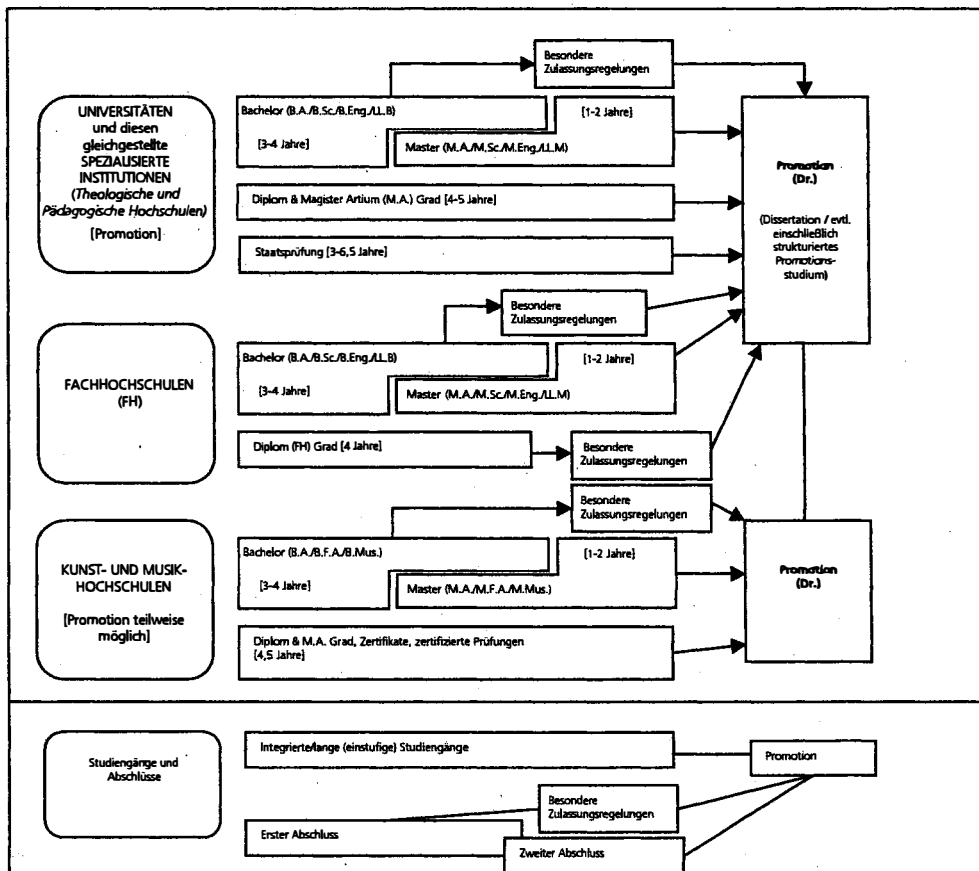 Besondere
Zulassungsregelungen
UNIVERSITÄTEN
und diesen
gleichgestellte
SPEZIALISIERTE
INSTITUTIONEN
(Theologische und
Pädagogische Hochschulen)
[Promotion]
Bachelor (B.A./B.Sc./B.Eng./LL.B)
[3-4 Jahre]
[1-2 Jahre]
Master (M.A./M.Sc./M.Eng./LL.M)
Diplom & Magister Artium (M.A.) Grad [4-5 Jahre]
Staatsprüfung [3-6,5 Jahre]
Promotion
(Dr.)
(Dissertation / evtl.
einschließlich
strukturiertes
Promotions-
studium)
Besondere
Zulassungsregelungen
FACHHOCHSCHULEN
(FH)
Bachelor (B.A./B.Sc./B.Eng./LL.B)
[3-4 Jahre]
[1-2 Jahre]
Master (M.A./M.Sc./M.Eng./LL.M)
Diplom (FH) Grad [4 Jahre]
Besondere
Zulassungsregelungen
Besondere
Zulassungsregelungen
KUNST- UND MUSIK-
HOCHSCHULEN
[Promotion teilweise
möglich]
Bachelor (B.A./B.F.A./B.Mus.)
[3-4 Jahre]
[1-2 Jahre]
Master (M.A./M.F.A./M.Mus.)
Diplom & M.A. Grad, Zertifikate, zertifizierte Prüfungen
[4,5 Jahre]
Promotion
(Dr.)
Studiengänge und
Abschlüsse
Integrierte/lange (einstufige) Studiengänge
Promotion
Besondere
Zulassungsregelungen
Erster Abschluss
Zweiter Abschluss